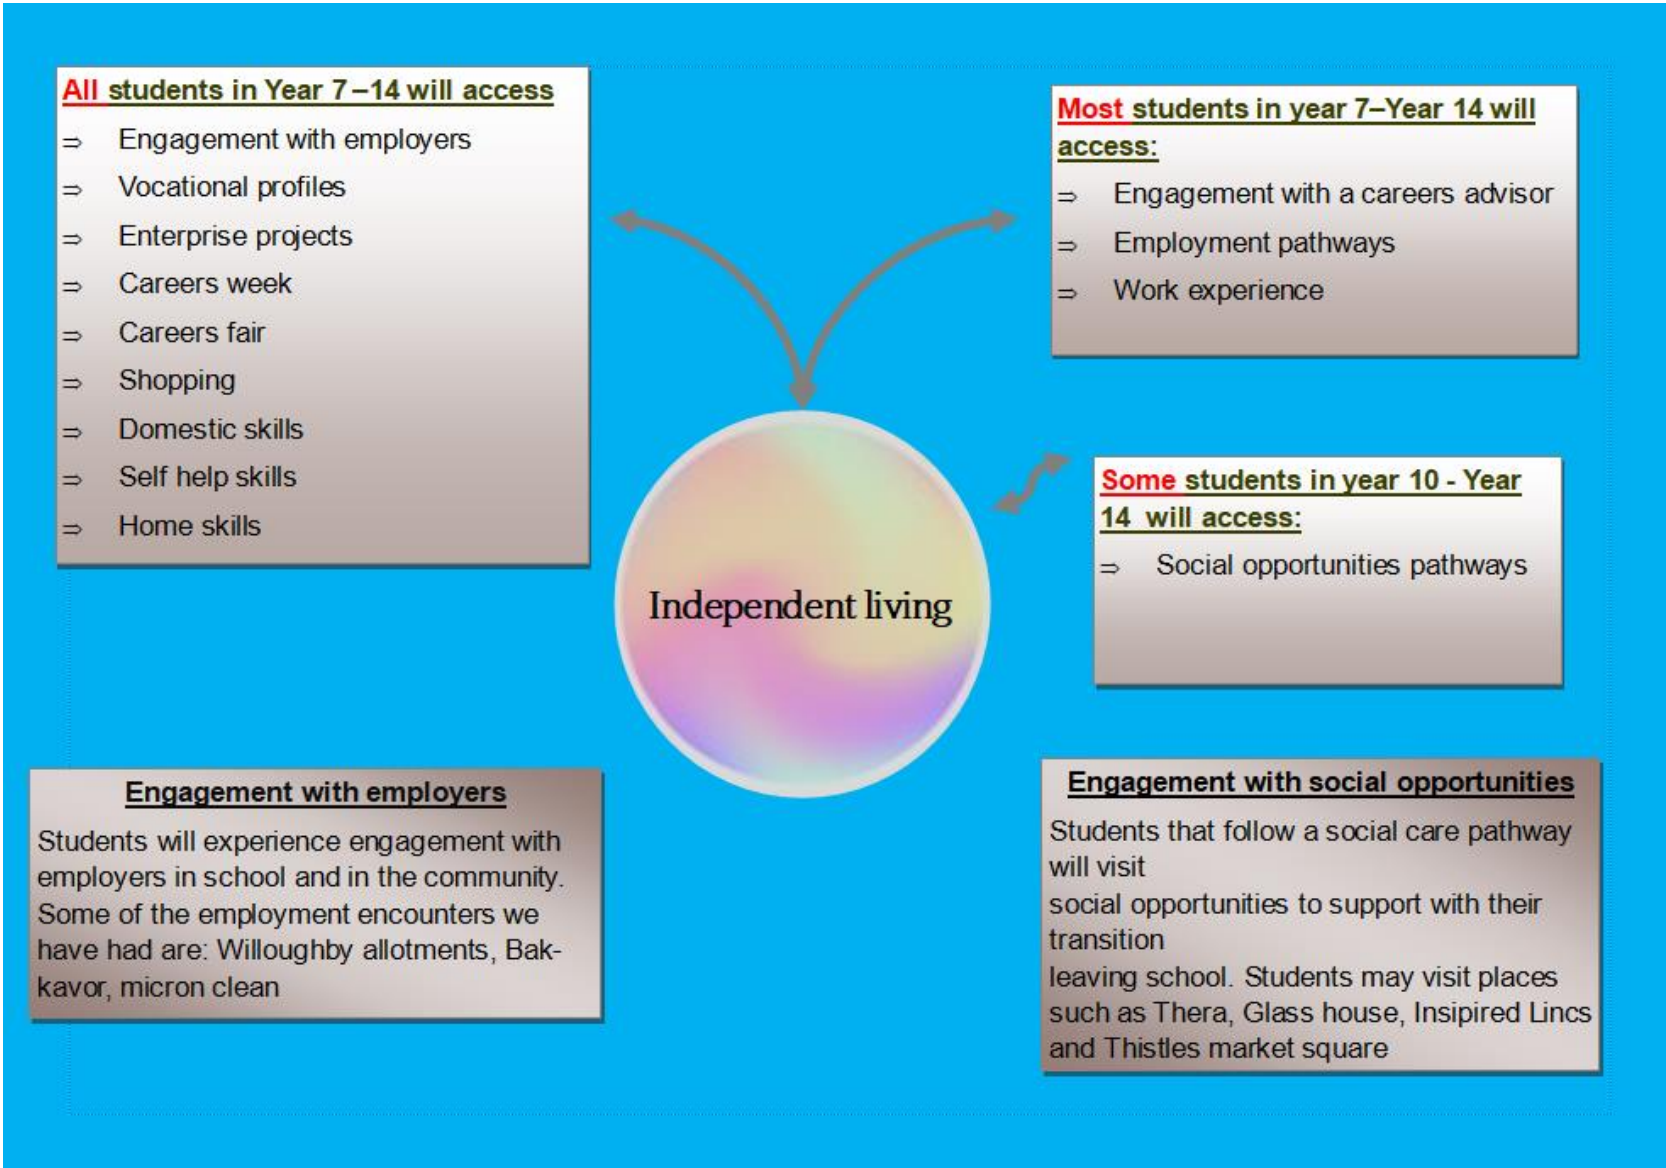 All students in Year 7–14 will access
⇒ Engagement with employers
⇒ Vocational profiles
⇒ Enterprise projects
⇒ Careers week
⇒ Careers fair
⇒ Shopping
⇒ Domestic skills
⇒ Self help skills
⇒ Home skills
Most students in year 7–Year 14 will
access:
⇒ Engagement with a careers advisor
⇒ Employment pathways
⇒ Work experience
Some students in year 10 - Year
14 will access:
⇒ Social opportunities pathways
Independent living
Engagement with employers
Students will experience engagement with
employers in school and in the community.
Some of the employment encounters we
have had are: Willoughby allotments, Bak-
kavor, micron clean
Engagement with social opportunities
Students that follow a social care pathway
will visit
social opportunities to support with their
transition
leaving school. Students may visit places
such as Thera, Glass house, Insipired Lincs
and Thistles market square